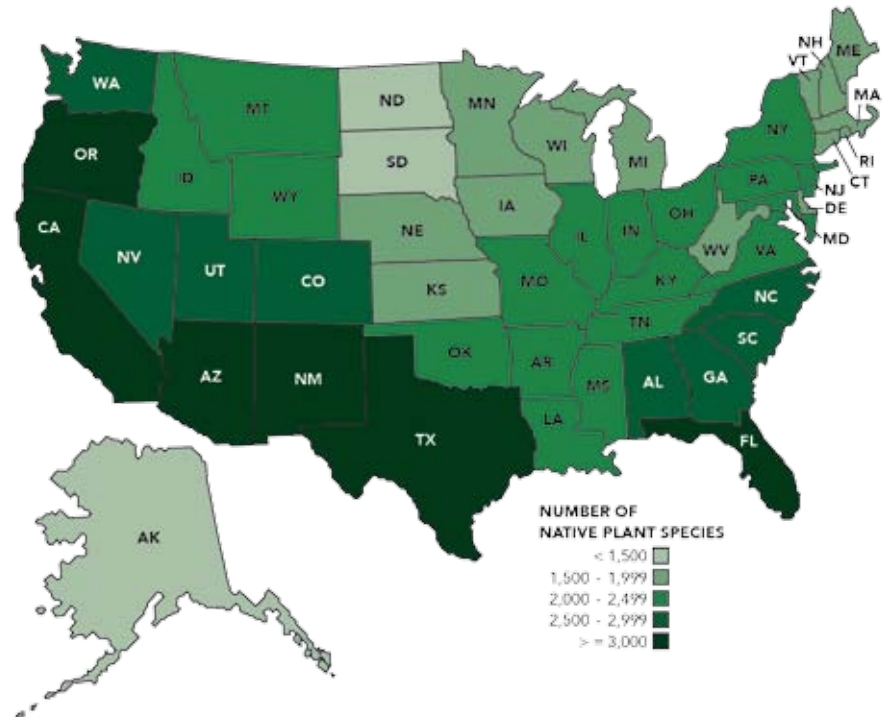 WA
MT
ND
MN
VT
NH
ME
MA
OR
ID
WY
SD
WI
MI
NY
RI
CT
CA
NV
UT
CO
NE
IA
IL
IN
OH
PA
NJ
DE
MD
WV
VA
KS
MO
KY
NC
TN
SC
AZ
NM
OK
AR
MS
AL
GA
TX
LA
FL
AK
NUMBER OF
NATIVE PLANT SPECIES
< 1,500
1,500 - 1,999
2,000 - 2,499
2,500 - 2,999
> = 3,000